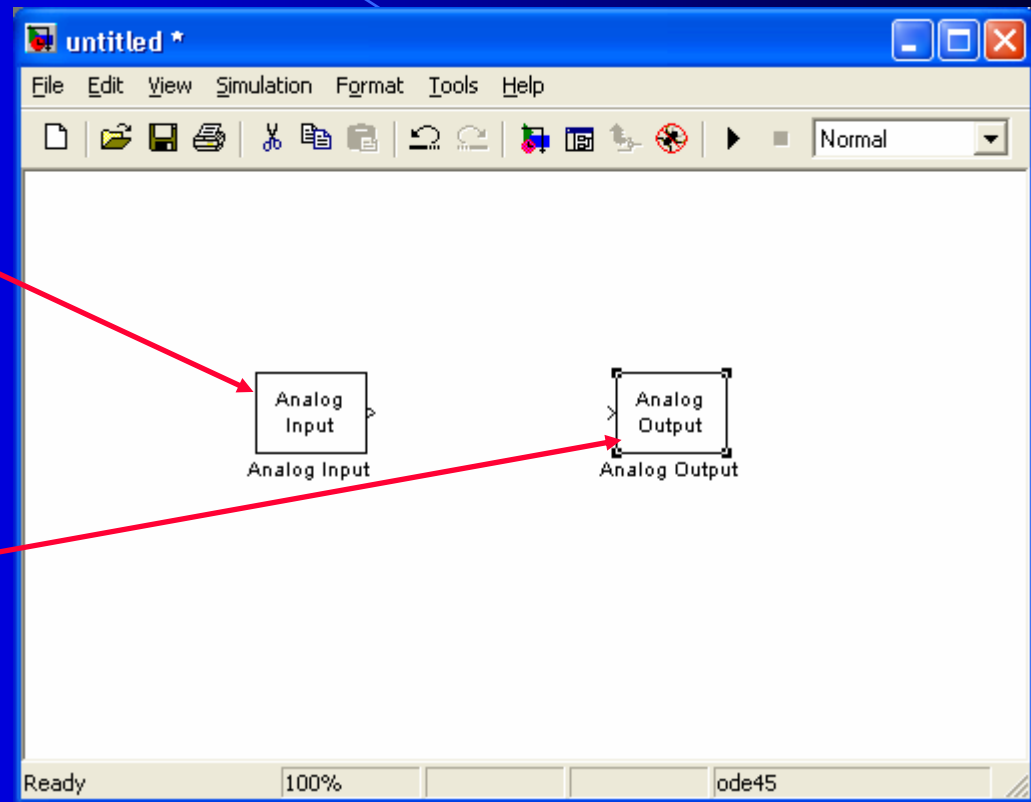 untitled *
File Edit View Simulation Format Tools Help
Normal
Analog
Input
Analog Input
Analog
Output
Analog Output
Ready 100% ode45